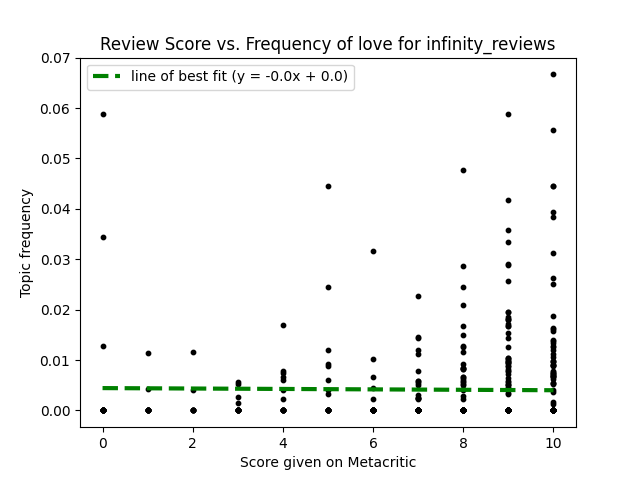 Review Score vs. Frequency of love for infinity_reviews
line of best fit (y = -0.0x + 0.0)
0.07
0.06
0.05
0.04
0.03
0.02
0.01
0.00
Topic frequency
0 2 4 6 8 10
Score given on Metacritic